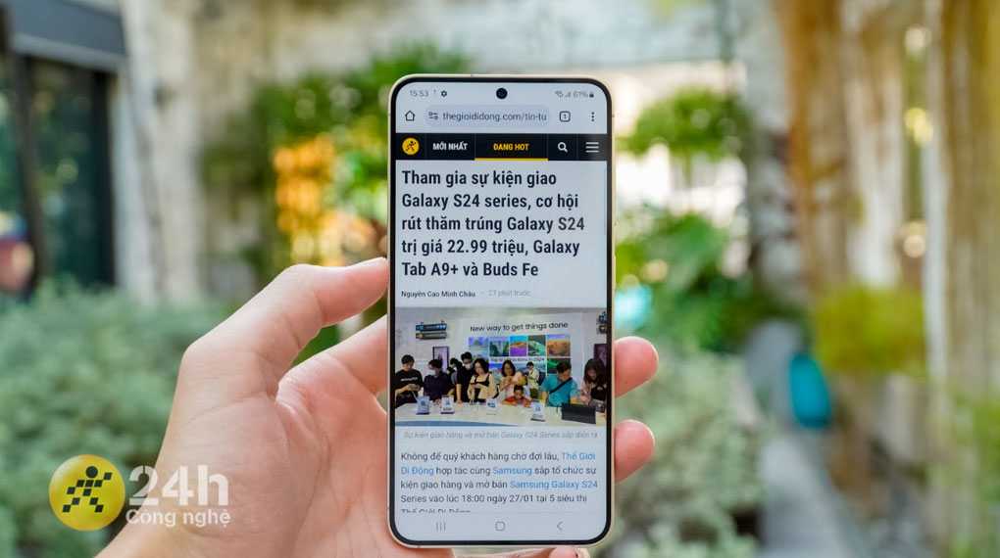 15:53
61%
thegioididong.com/tin-tu
1
MỚI NHẤT
ĐANG HOT
Tham gia sự kiện giao
Galaxy S24 series, cơ hội
rút thăm trúng Galaxy S24
trị giá 22.99 triệu, Galaxy
Tab A9+ và Buds Fe
Nguyễn Cao Minh Châu - 27 phút trước
New way to get things done
Sự kiện giao hàng và mở bán Galaxy S24 Series sắp diễn ra
Không để quý khách hàng chờ đợi lâu, Thế Giới
Di Động hợp tác cùng Samsung sắp tổ chức sự
kiện giao hàng và mở bán Samsung Galaxy S24
Series vào lúc 18:00 ngày 27/01 tại 5 siêu thị
Thế Giới Di Động
24h
Công nghệ